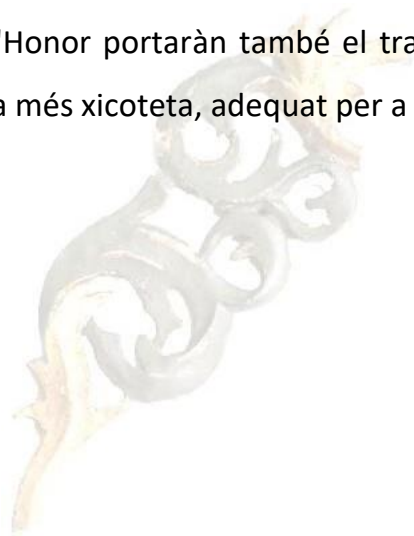 'Honor portaràn també el tra
a més xicoteta, adequat per a